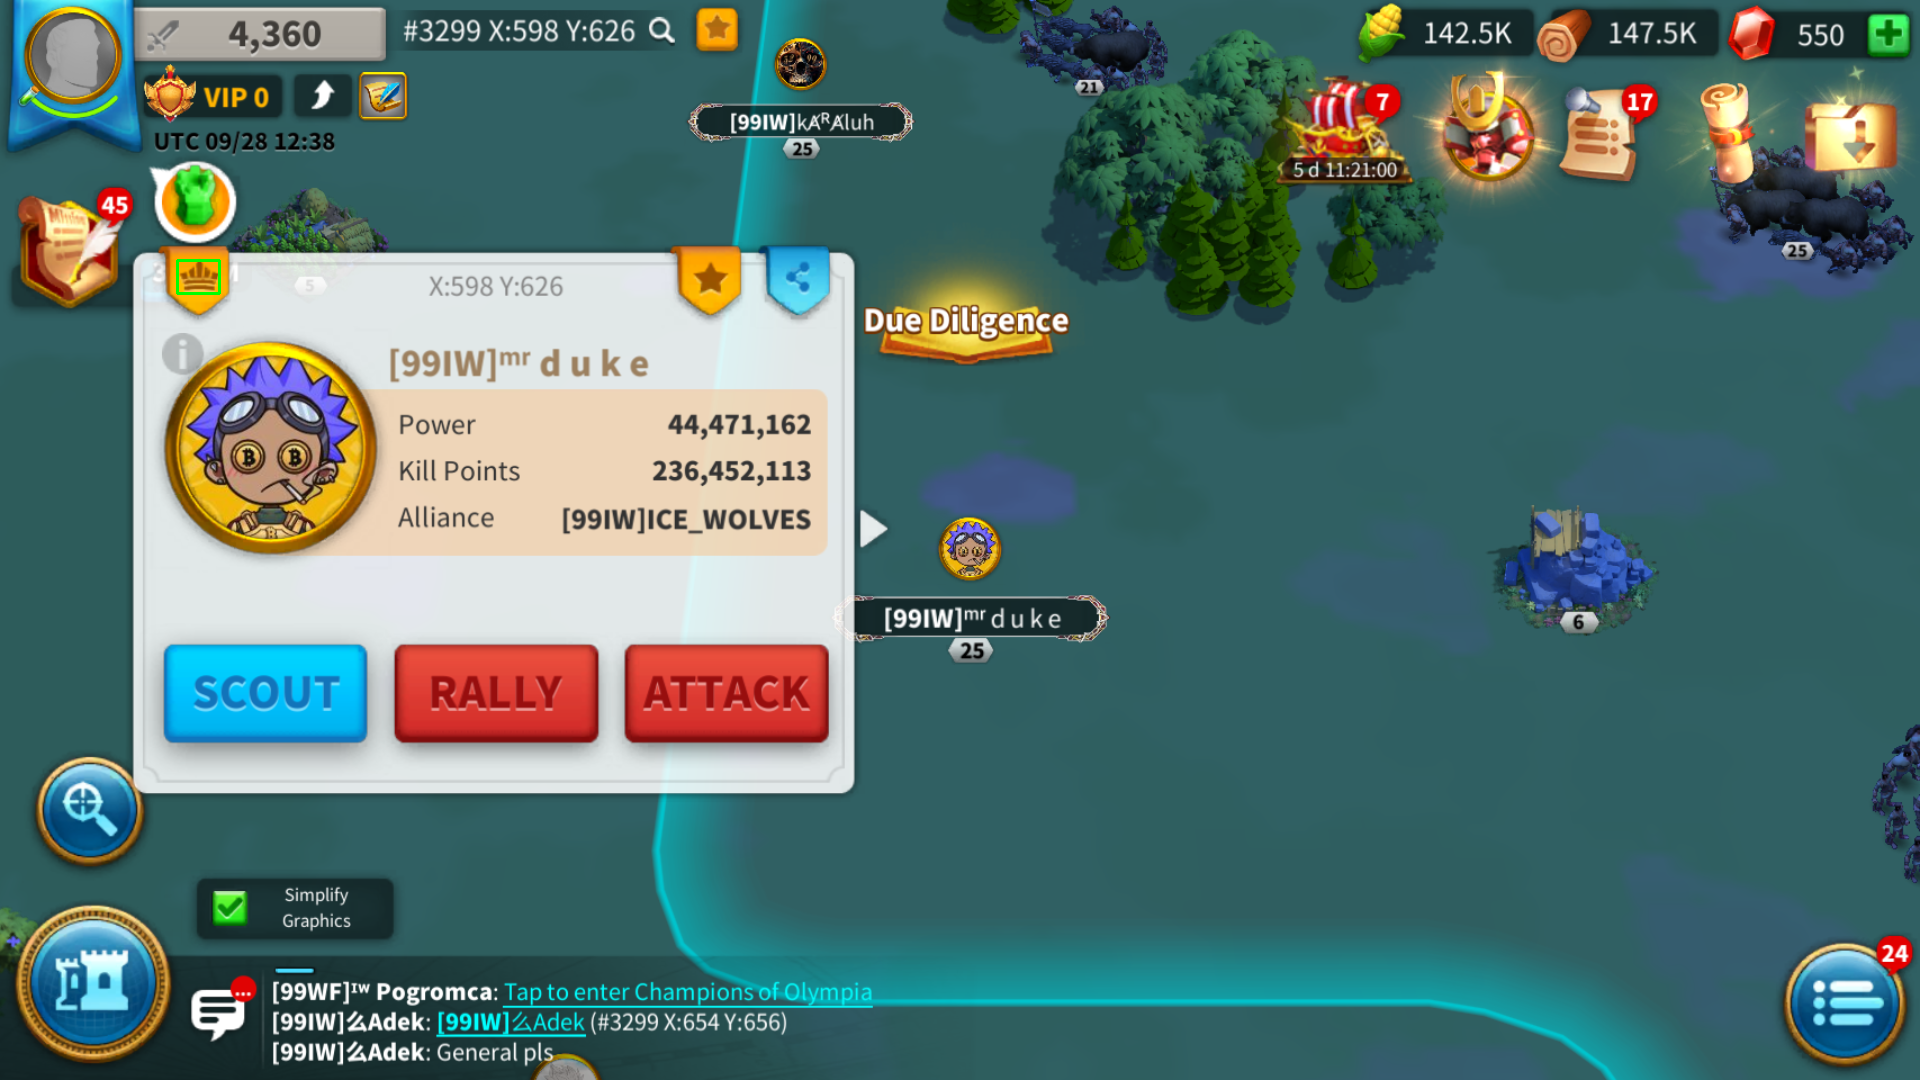 4,360
#3299 X:598 Y:626
142.5K
147.5K
550
VIP 0
UTC 09/28 12:38
[99IW]kȺᴿȺluh
25
21
7
5 d 11:21:00
17
25
Mission
45
5
X:598 Y:626
Due Diligence
[99IW]ᵐʳ d u k e
Power 44,471,162
Kill Points 236,452,113
Alliance [99IW]ICE_WOLVES
[99IW]ᵐʳ d u k e
25
6
SCOUT
RALLY
ATTACK
Simplify
Graphics
24
[99WF]ᴵᵂ Pogromca: Tap to enter Champions of Olympia
[99IW]么Adek: [99IW]么Adek (#3299 X:654 Y:656)
[99IW]么Adek: General pls